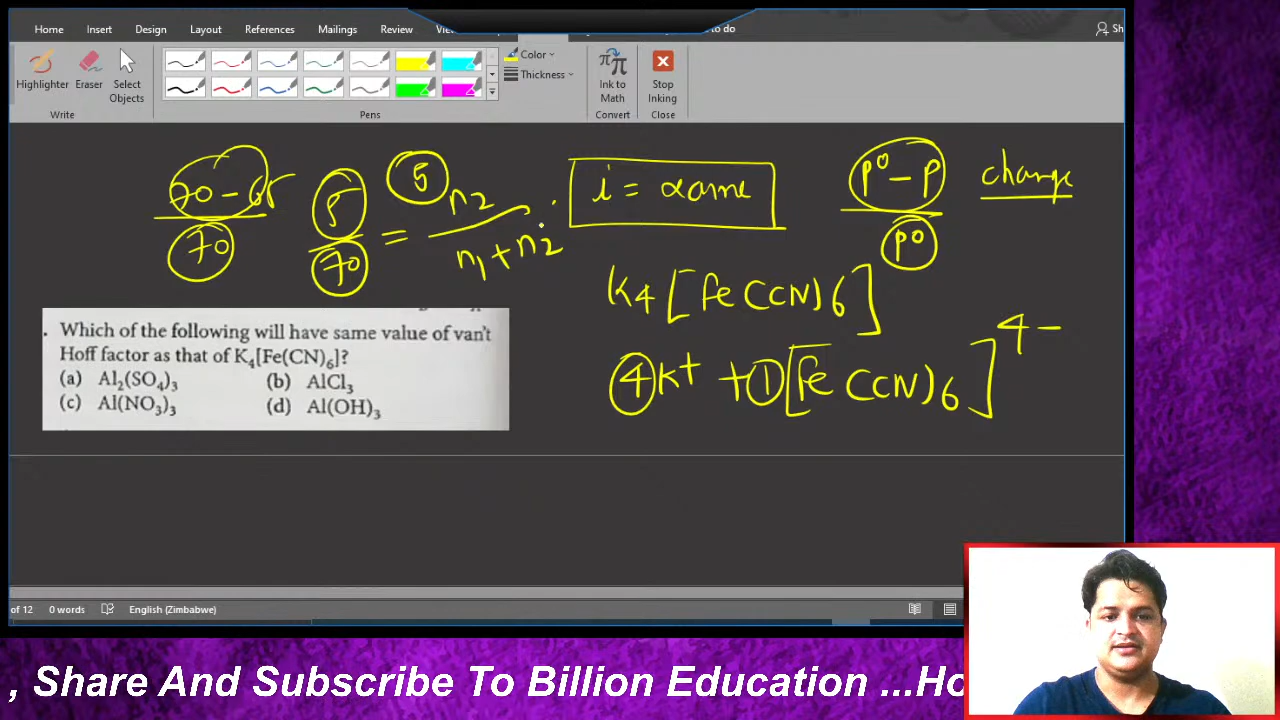 Home Insert Design Layout References Mailings Review to do Sh
Highlighter Eraser Select Objects
Color
Thickness
Ink to Math
Stop Inking
Write Pens Convert Close
70 - 65 / 70
5 / 70 = n2 / n1 + n2
5
i =
p° - p / p°
change
K4 [Fe(CN)6]
4K+ + 1[Fe(CN)6]4-
. Which of the following will have same value of van't
Hoff factor as that of K4[Fe(CN)6]?
(a) Al2(SO4)3 (b) AlCl3
(c) Al(NO3)3 (d) Al(OH)3
of 12 0 words English (Zimbabwe)
, Share And Subscribe To Billion Education ...Ho